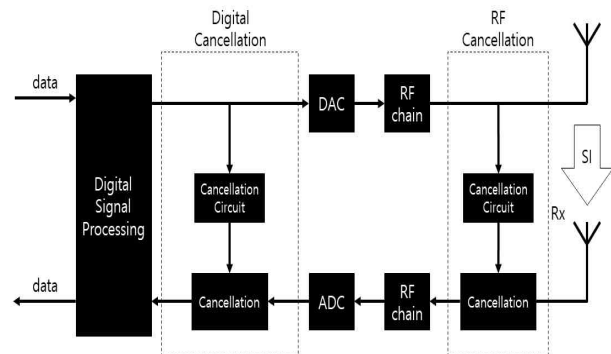 Digital
Cancellation
RF
Cancellation
data
DAC
RF
chain
SI
Digital
Signal
Processing
Cancellation
Circuit
Cancellation
Circuit
Rx
data
Cancellation
ADC
RF
chain
Cancellation